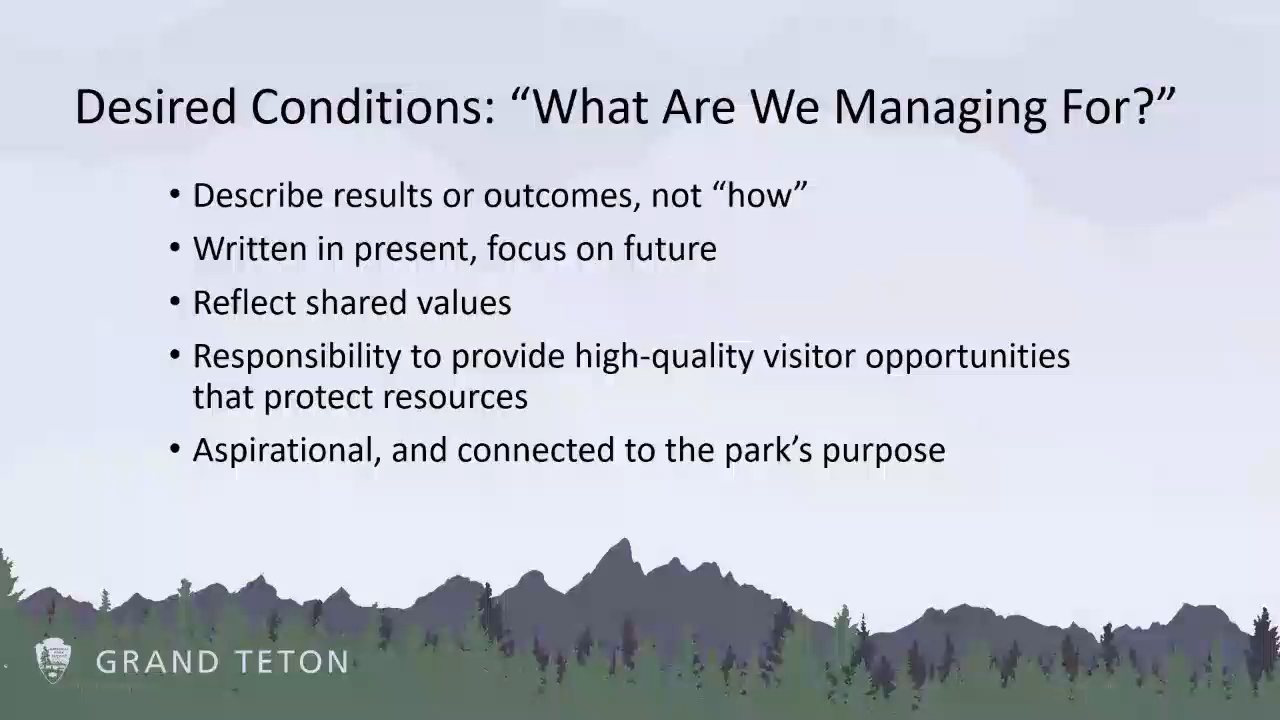 Desired Conditions: “What Are We Managing For?”
• Describe results or outcomes, not “how”
• Written in present, focus on future
• Reflect shared values
• Responsibility to provide high-quality visitor opportunities
that protect resources
• Aspirational, and connected to the park’s purpose
GRAND TETON